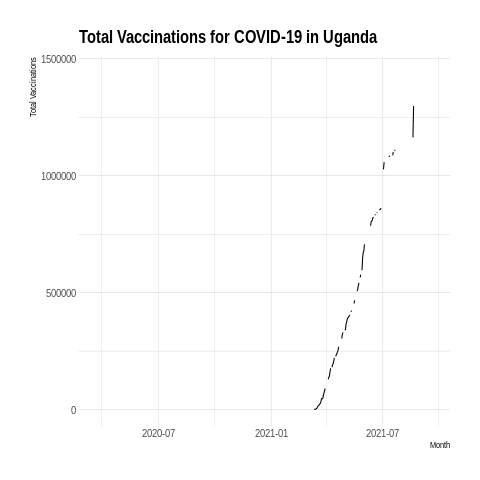 Total Vaccinations for COVID-19 in Uganda
Total Vaccinations
1500000
1000000
500000
0
2020-07 2021-01 2021-07
Month